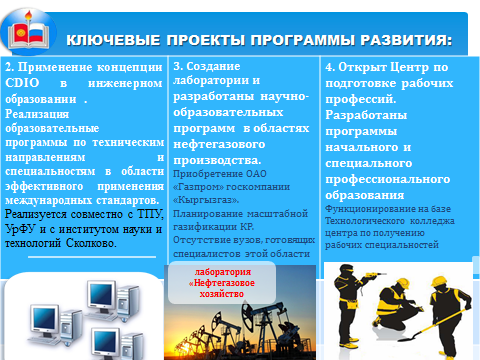 КЛЮЧЕВЫЕ ПРОЕКТЫ ПРОГРАММЫ РАЗВИТИЯ:
2. Применение концепции
CDIO в инженерном
образовании .
Реализация
образовательные
программы по техническим
направлениям и
специальностям в области
эффективного применения
международных стандартов.
Реализуется совместно с ТПУ,
УрФУ и с институтом науки и
технологий Сколково.
3. Создание
лаборатории и
разработаны научно-
образовательных
программ в областях
нефтегазового
производства.
Приобретение ОАО
«Газпром» госкомпании
«Кыргызгаз».
Планирование масштабной
газификации КР.
Отсутствие вузов, готовящих
специалистов этой области
лаборатория
«Нефтегазовое
хозяйство
4. Открыт Центр по
подготовке рабочих
профессий.
Разработаны
программы
начального и
специального
профессионального
образования
Функционирование на базе
Технологического колледжа
центра по получению
рабочих специальностей